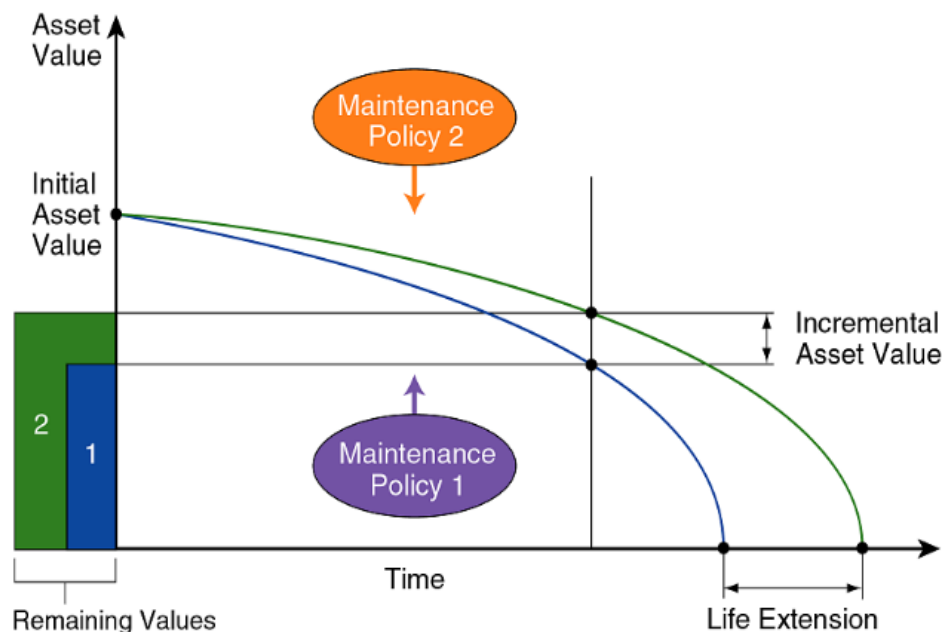 Asset
Value
Maintenance
Policy 2
Initial
Asset
Value
Incremental
Asset Value
2
1
Maintenance
Policy 1
Time
Remaining Values
Life Extension